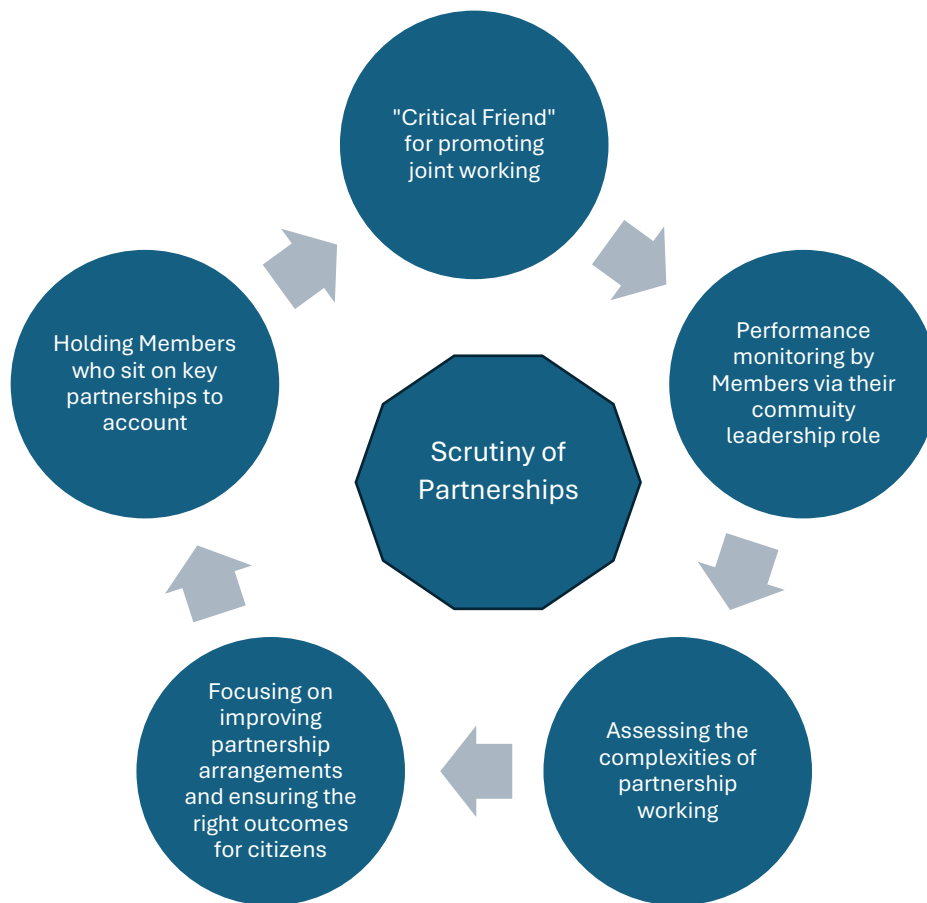 "Critical Friend"
for promoting
joint working
Performance
monitoring by
Members via their
commuity
leadership role
Assessing the
complexities of
partnership
working
Focusing on
improving
partnership
arrangements
and ensuring the
right outcomes
for citizens
Holding Members
who sit on key
partnerships to
account
Scrutiny of
Partnerships